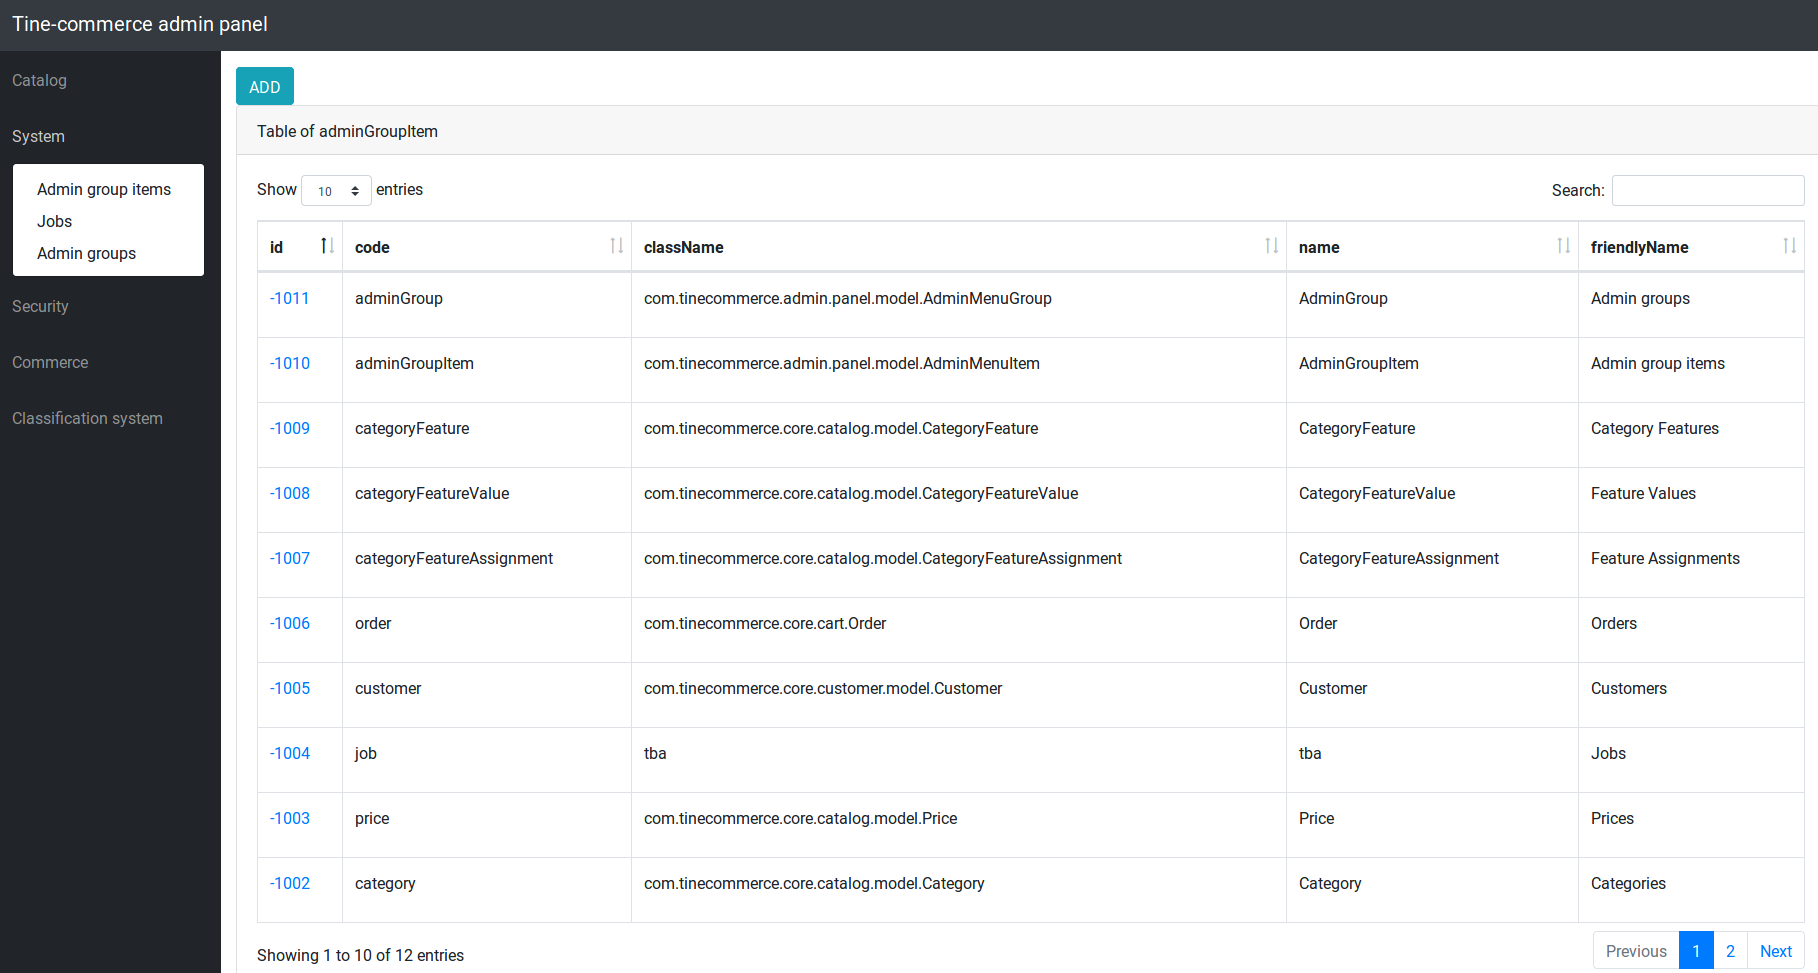 Tine-commerce admin panel
Catalog
System
Admin group items
Jobs
Admin groups
Security
Commerce
Classification system
ADD
Table of adminGroupItem
Show 10 entries
Search:
id code className name friendlyName
-1011 adminGroup com.tinecommerce.admin.panel.model.AdminMenuGroup AdminGroup Admin groups
-1010 adminGroupItem com.tinecommerce.admin.panel.model.AdminMenuItem AdminGroupItem Admin group items
-1009 categoryFeature com.tinecommerce.core.catalog.model.CategoryFeature CategoryFeature Category Features
-1008 categoryFeatureValue com.tinecommerce.core.catalog.model.CategoryFeatureValue CategoryFeatureValue Feature Values
-1007 categoryFeatureAssignment com.tinecommerce.core.catalog.model.CategoryFeatureAssignment CategoryFeatureAssignment Feature Assignments
-1006 order com.tinecommerce.core.cart.Order Order Orders
-1005 customer com.tinecommerce.core.customer.model.Customer Customer Customers
-1004 job tba tba Jobs
-1003 price com.tinecommerce.core.catalog.model.Price Price Prices
-1002 category com.tinecommerce.core.catalog.model.Category Category Categories
Showing 1 to 10 of 12 entries
Previous 1 2 Next